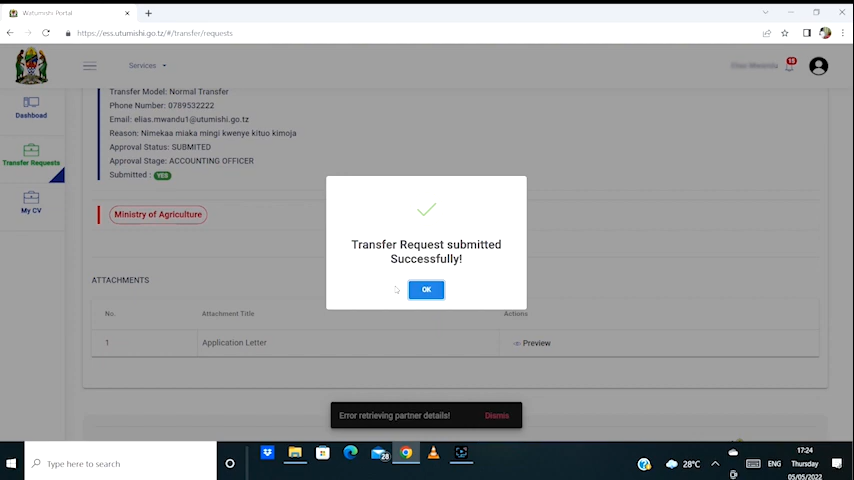 Watumishi Portal
https://ess.utumishi.go.tz/#/transfer/requests
Services
18
Dashboad
Transfer Requests
My CV
Transfer Model: Normal Transfer
Phone Number: 0789532222
Email: elias.mwandu1@utumishi.go.tz
Reason: Nimekaa miaka mingi kwenye kituo kimoja
Approval Status: SUBMITED
Approval Stage: ACCOUNTING OFFICER
Submitted : YES
Ministry of Agriculture
Transfer Request submitted
Successfully!
OK
ATTACHMENTS
No. Attachment Title Actions
1 Application Letter Preview
Error retrieving partner details! Dismis
Type here to search
28
28°C
ENG
17:24
Thursday
05/05/2022